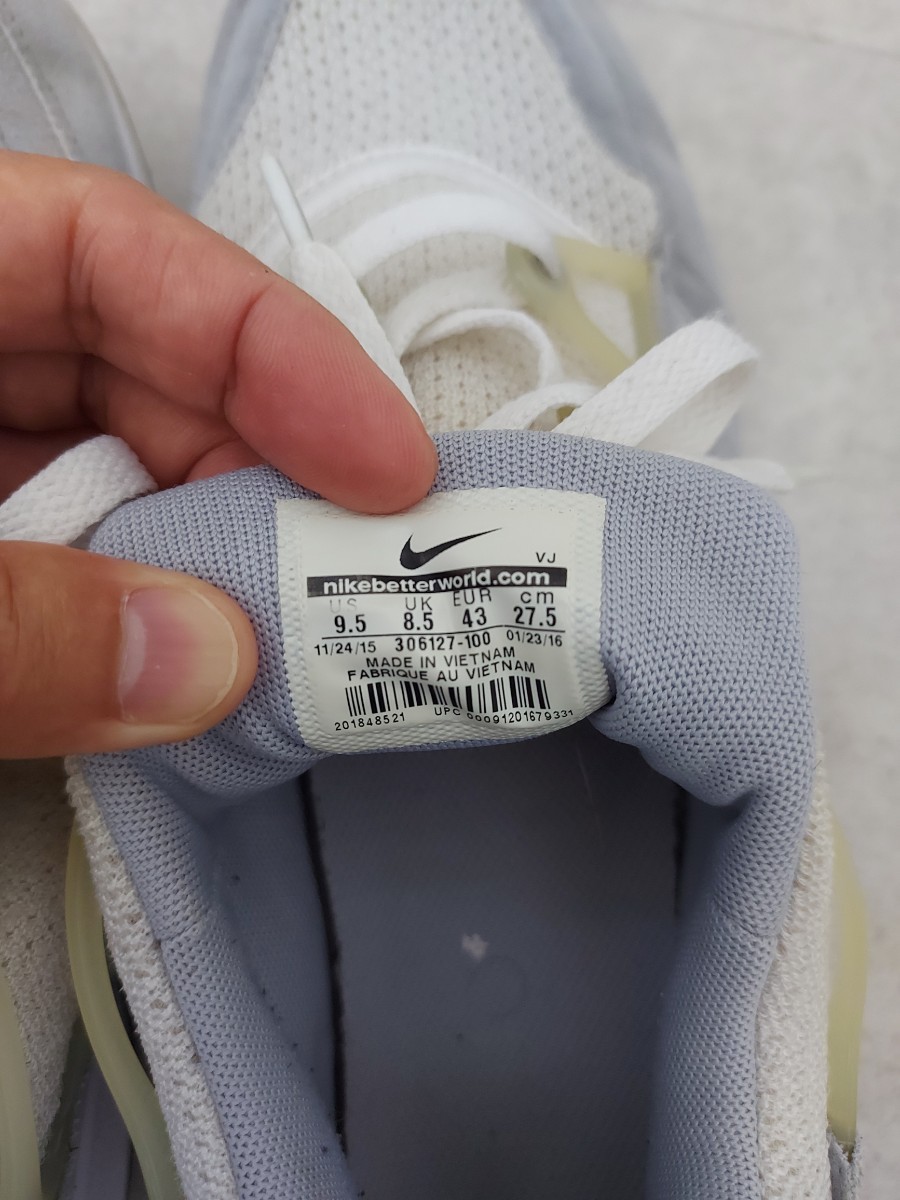 VJ
nikebetterworld.com
US UK EUR cm
9.5 8.5 43 27.5
11/24/15 306127-100 01/23/16
MADE IN VIETNAM
FABRIQUE AU VIETNAM
201848521 UPC 00091201679331